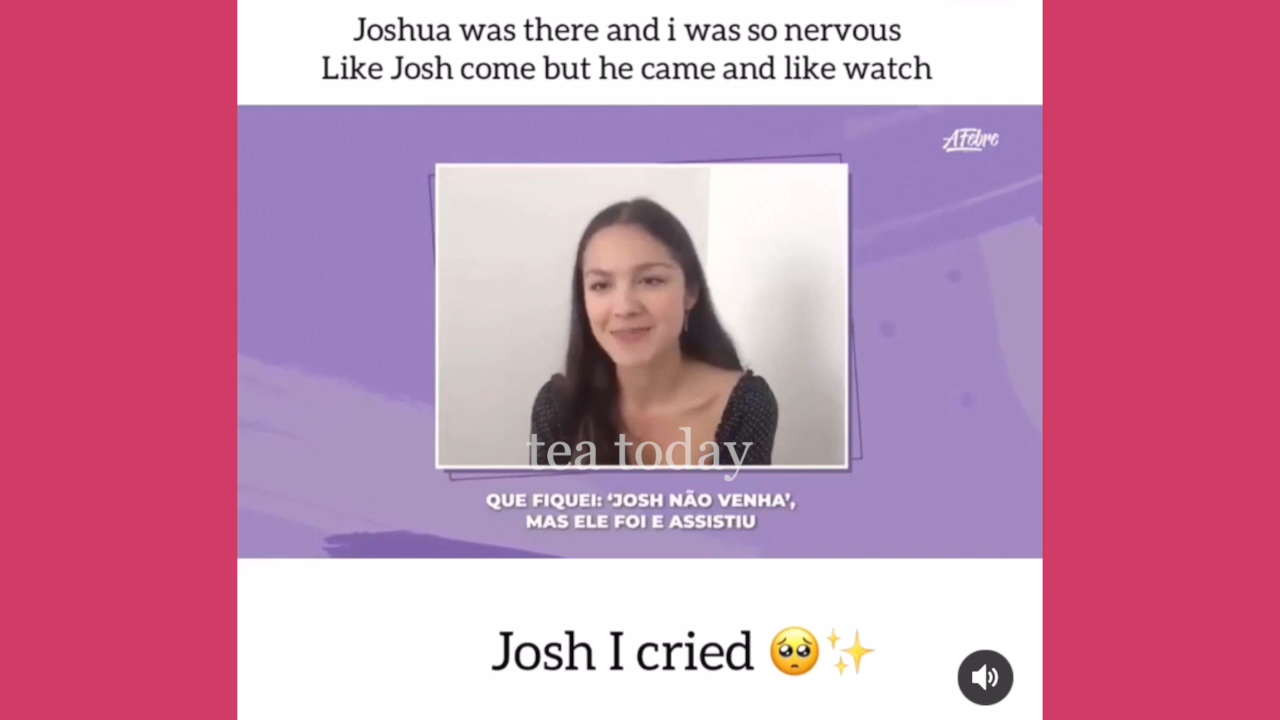 Joshua was there and i was so nervous
Like Josh come but he came and like watch
AFebre
tea today
QUE FIQUEI: ‘JOSH NÃO VENHA’,
MAS ELE FOI E ASSISTIU
Josh I cried 🥺✨